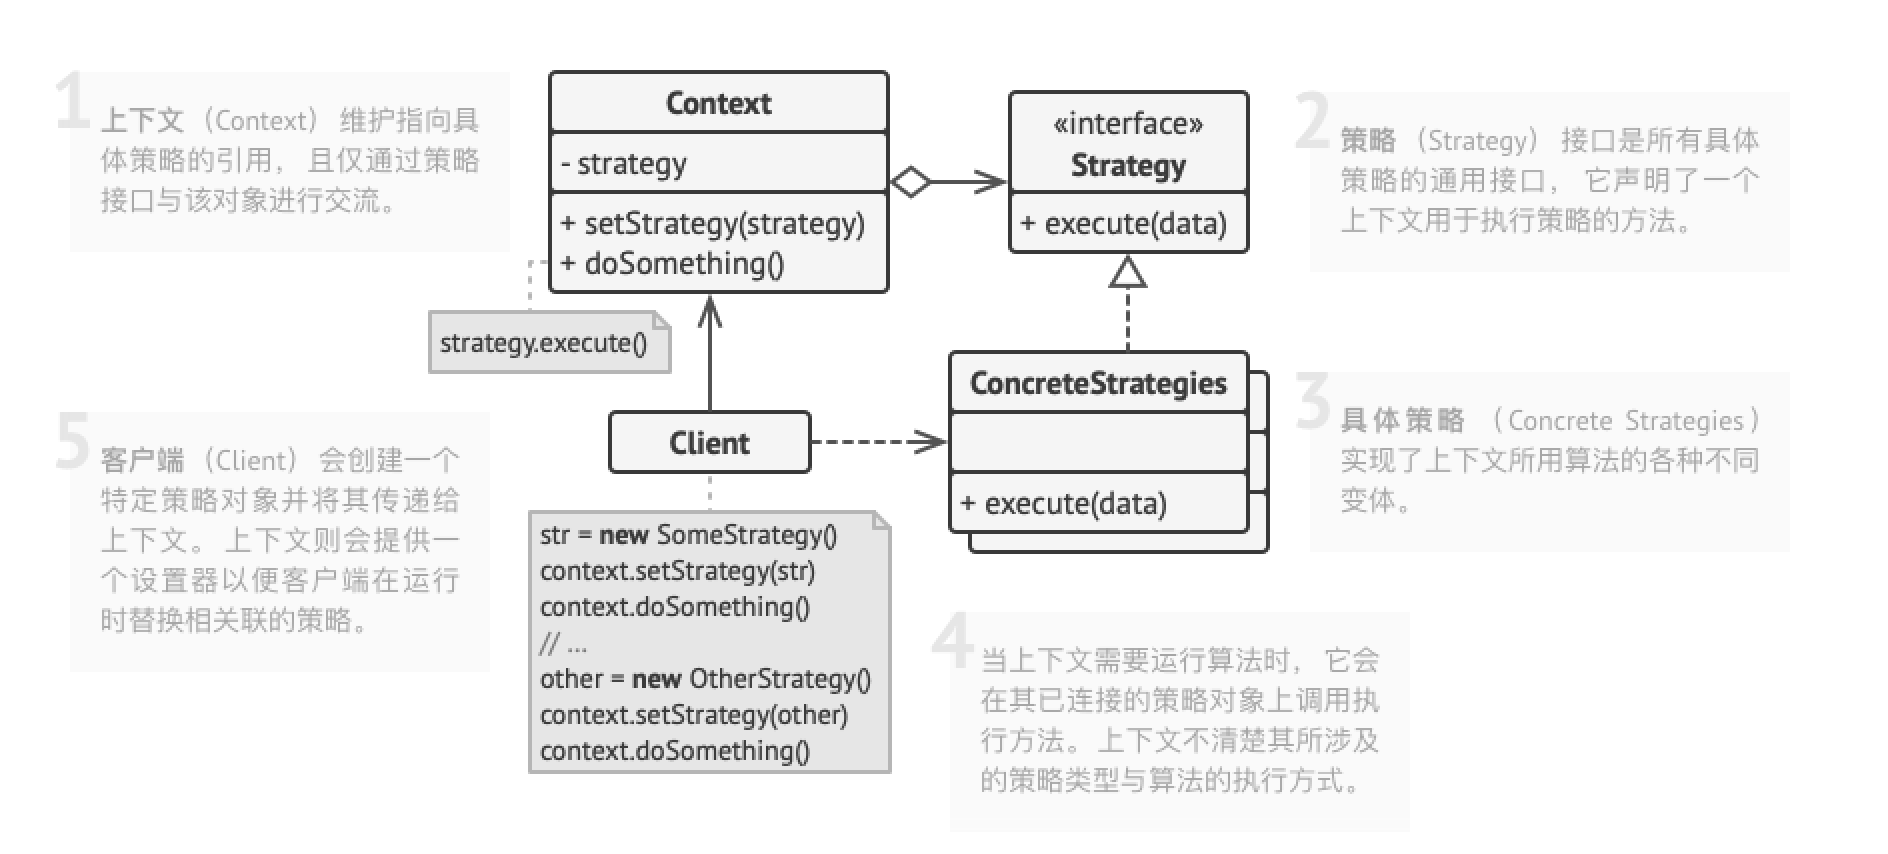 1
上下文（Context） 维护指向具
体策略的引用， 且仅通过策略
接口与该对象进行交流。
Context
- strategy
+ setStrategy(strategy)
+ doSomething()
strategy.execute()
«interface»
Strategy
+ execute(data)
2
策略（Strategy） 接口是所有具体
策略的通用接口， 它声明了一个
上下文用于执行策略的方法。
ConcreteStrategies
+ execute(data)
3
具体策略（Concrete Strategies）
实现了上下文所用算法的各种不同
变体。
5
客户端（Client） 会创建一个
特定策略对象并将其传递给
上下文。 上下文则会提供一
个设置器以便客户端在运行
时替换相关联的策略。
Client
str = new SomeStrategy()
context.setStrategy(str)
context.doSomething()
// ...
other = new OtherStrategy()
context.setStrategy(other)
context.doSomething()
4
当上下文需要运行算法时， 它会
在其已连接的策略对象上调用执
行方法。 上下文不清楚其所涉及
的策略类型与算法的执行方式。